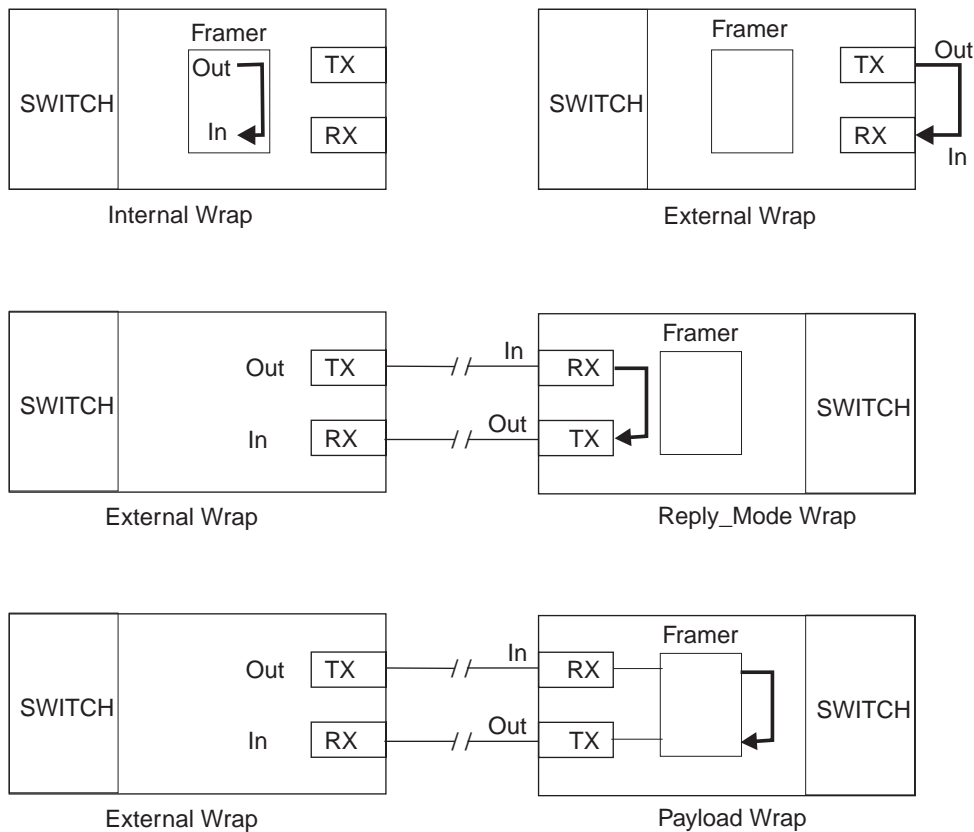 Framer
Out
In
SWITCH
TX
RX
Internal Wrap
Framer
SWITCH
TX
RX
Out
In
External Wrap
SWITCH
Out
TX
In
RX
External Wrap
In
RX
Out
TX
Framer
SWITCH
Reply_Mode Wrap
SWITCH
Out
TX
In
RX
External Wrap
In
RX
Out
TX
Framer
SWITCH
Payload Wrap